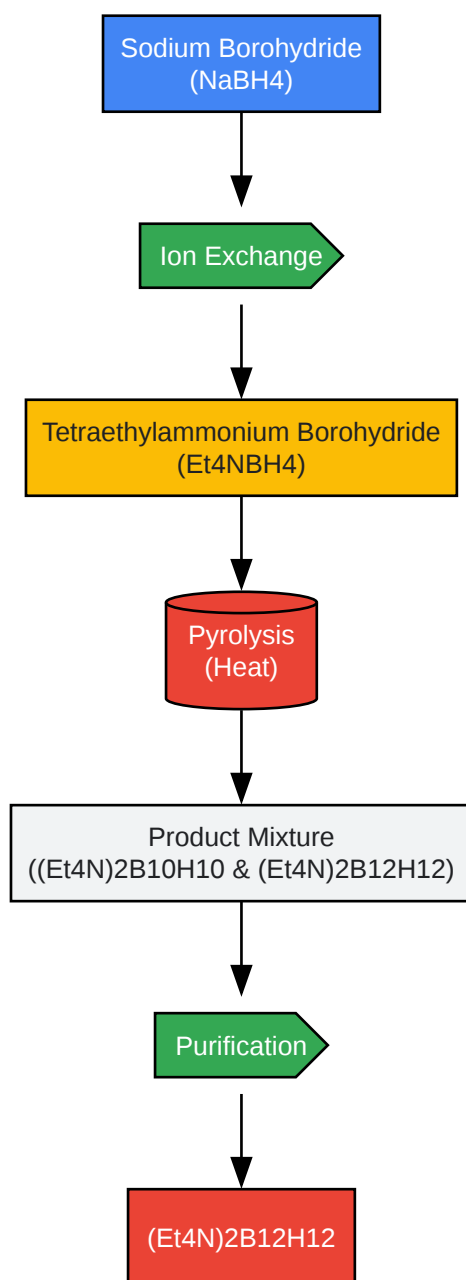 Sodium Borohydride
(NaBH4)
Ion Exchange
Tetraethylammonium Borohydride
(Et4NBH4)
Pyrolysis
(Heat)
Product Mixture
((Et4N)2B10H10 & (Et4N)2B12H12)
Purification
(Et4N)2B12H12